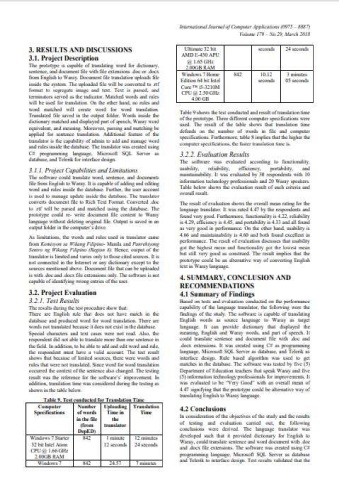 International Journal of Computer Applications (0975 – 8887)
Volume 179 – No.29, March 2018
3. RESULTS AND DISCUSSIONS
3.1. Project Description
The prototype is capable of translating word for dictionary,
sentence, and document file with file extensions .doc or .docx
from English to Waray. Document file translation uploads file
inside the system. The uploaded file will be converted to .rtf
format to segregate image and text. Text is parsed, and
terminators served as the indicator. Matched words and rules
will be used for translation. On the other hand, no rules and
word matched will create word for word translation.
Translated file saved in the output folder. Words inside the
dictionary matched and displayed part of speech, Waray word
equivalent, and meaning. Moreover, parsing and matching be
applied for sentence translation. Additional feature of the
translator is the capability of admin to add and manage word
and rules inside the database. The translator was created using
C# programming language, Microsoft SQL Server as
database, and Telerik for interface design.
3.1.1. Project Capabilities and Limitations
The software could translate word, sentence, and documents
file from English to Waray. It is capable of adding and editing
word and rules inside the database. Further, the user account
is used to manage update inside the database. The translator
converts document file to Rich Text Format. Converted .doc
to .rtf will be parsed and matched using the database. The
prototype could re- write document file content to Waray
language without deleting original file. Output is saved in an
output folder in the computer's drive.
As limitations, the words and rules used in translator came
from Komisyon sa Wikang Filipino- Manila and Panrehiyong
Sentro ng Wikang Filipino (Region 8). Hence, output of the
translator is limited and varies only to those cited sources. It is
not connected to the Internet or any dictionary except to the
sources mentioned above. Document file that can be uploaded
is with .doc and .docx file extensions only. The software is not
capable of identifying wrong entries of the user.
3.2. Project Evaluation
3.2.1. Test Results
The results during the test procedure show that:
There are English role that does not have match in the
database and produced word for word translation. There are
words not translated because it does not exist in the database.
Special characters and test cases were not read. Also, the
respondent did not able to translate more than one sentence in
the field. In addition, to be able to add and edit word and rule,
the respondent must have a valid account. The test result
shows that because of limited sources, there were words and
rules that were not translated. Since word for word translation
occurred the context of the sentence also changed. The testing
result was the reference for the software's improvement. In
addition, translation time was considered during the testing as
shown in the table below.
Table 9. Test conducted for Translation Time
Computer Specifications
Number of words in the file (from DepED)
Uploading Time in the translator
Translation Time
Windows 7 Starter 32 bit Intel Atom CPU @ 1.66 GHz 2.00GB RAM
842
1 minute 12 seconds
12 minutes 24 seconds
Windows 7
842
24.57
7 minutes
Ultimate 32 bit AMD E-450 APU @ 1.65 GHz 2.00GB RAM
seconds
24 seconds
Windows 7 Home Edition 64 bit Intel Core ™ i3-3210M CPU @ 2.50 GHz 4.00 GB
842
10.12 seconds
3 minutes 03 seconds
Table 9 shows the test conducted and result of translation time
of the prototype. Three different computer specifications were
used. The result of the table shows that translation time
depends on the number of words in file and computer
specifications. Furthermore, table 9 implies that the higher the
computer specifications, the faster translation time is.
3.2.2. Evaluation Results
The software was evaluated according to functionality,
usability, reliability, efficiency, portability, and
maintainability. It was evaluated by 38 respondents with 10
information technology professionals and 28 Waray speakers.
Table below shows the evaluation result of each criteria and
overall result.
The result of evaluation shows the overall mean rating for the
language translator. It was rated 4.47 by the respondents and
found very good. Furthermore, functionality is 4.22, reliability
is 4.29, efficiency is 4.45, and portability is 4.33 and all found
as very good in performance. On the other hand, usability is
4.66 and maintainability is 4.60 and both found excellent in
performance. The result of evaluation discusses that usability
got the highest mean and functionality got the lowest mean
but still very good as construed. The result implies that the
prototype could be an alternative way of converting English
text to Waray language.
4. SUMMARY, CONCLUSION AND
RECOMMENDATIONS
4.1 Summary of Findings
Based on tests and evaluation conducted on the performance
capability of the language translator, the following were the
findings of the study. The software is capable of translating
English words as source language to Waray as target
language. It can provide dictionary that displayed the
meaning, English and Waray words, and part of speech. It
could translate sentence and document file with .doc and
.docx extensions. It was created using C# as programming
language, Microsoft SQL Server as database, and Telerik as
interface design. Rule based algorithm was used to get
matches in the database. The software was tested by five (5)
Department of Education teachers that speak Waray and five
(5) information technology professionals for improvements. It
was evaluated to be "Very Good" with an overall mean of
4.47 signifying that the prototype could be alternative way of
translating English to Waray language.
4.2 Conclusions
In consideration of the objectives of the study and the results
of testing and evaluation carried out, the following
conclusions were derived. The language translator was
developed such that it provided dictionary for English to
Waray, could translate sentence and word document with .doc
and .docx file extensions. The software was created using C#
programming language, Microsoft SQL Server as database
and Telerik to interface design. Test results validated that the